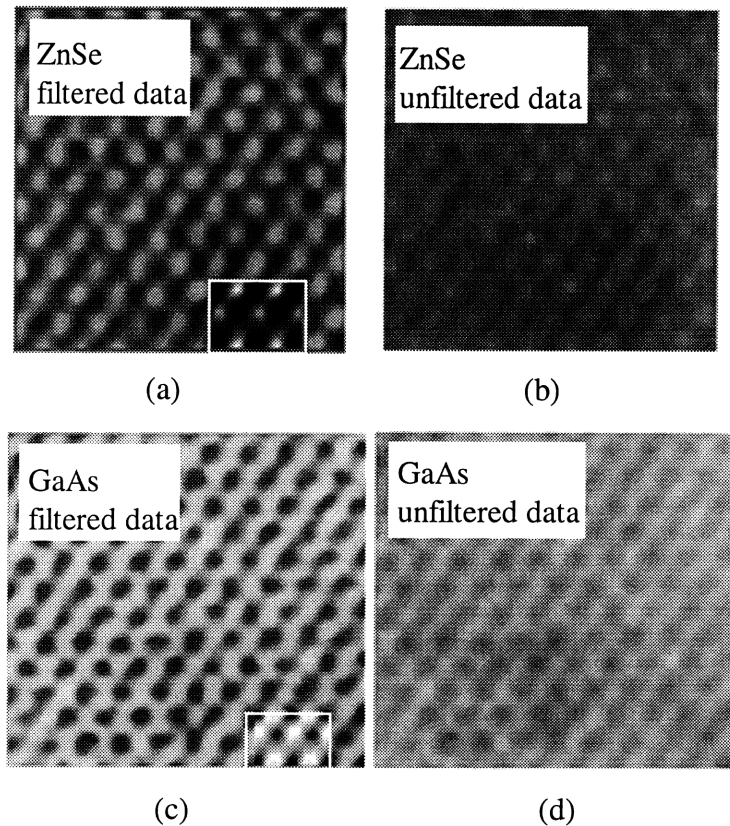 ZnSe
filtered data
ZnSe
unfiltered data
(a)
(b)
GaAs
filtered data
GaAs
unfiltered data
(c)
(d)